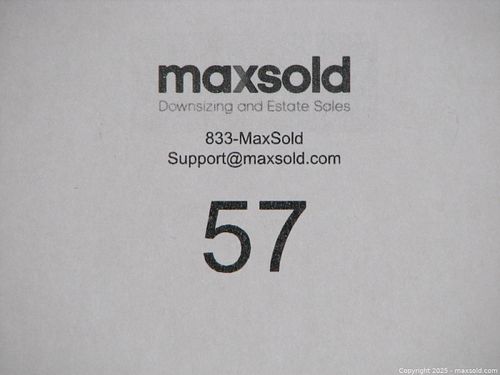 maxsold
Downsizing and Estate Sales
833-MaxSold
Support@maxsold.com
57
Copyright 2025 - maxsold.com